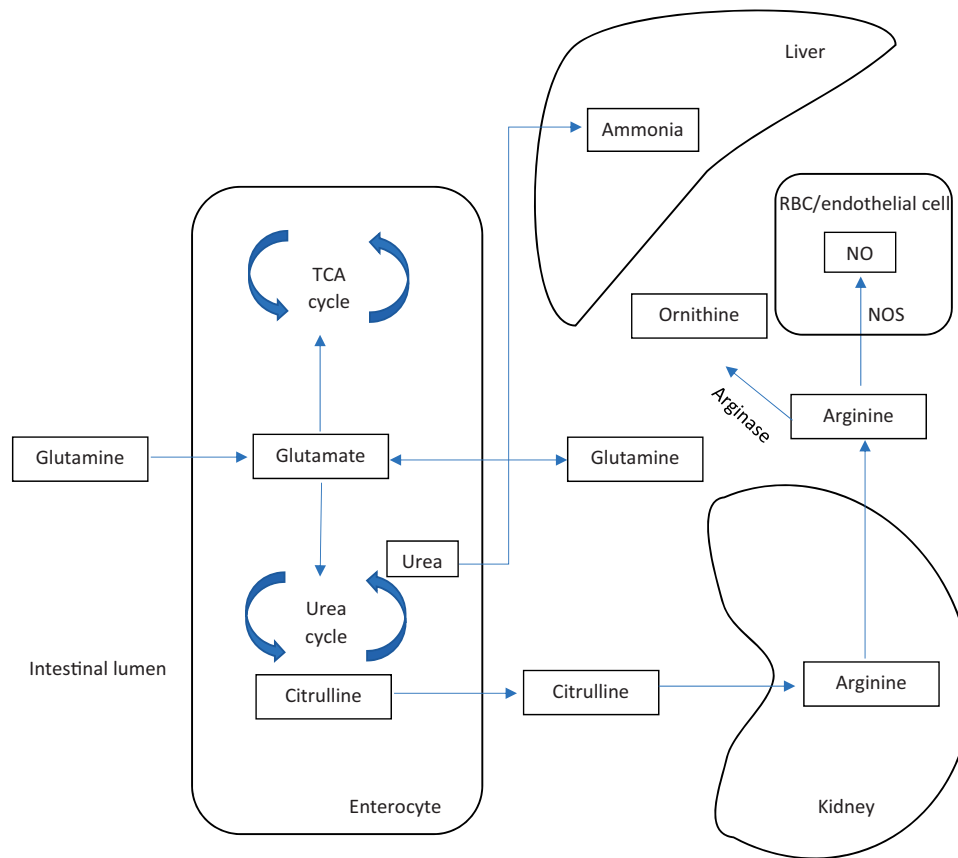 Liver
Ammonia
RBC/endothelial cell
NO
TCA
cycle
Ornithine
NOS
Arginase
Arginine
Glutamine
Glutamate
Glutamine
Urea
Urea
cycle
Intestinal lumen
Citrulline
Citrulline
Arginine
Enterocyte
Kidney